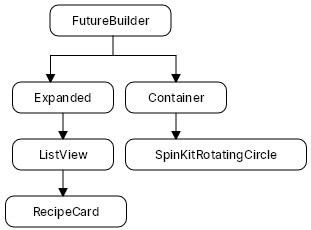 FutureBuilder
Expanded
Container
ListView
SpinKitRotatingCircle
RecipeCard